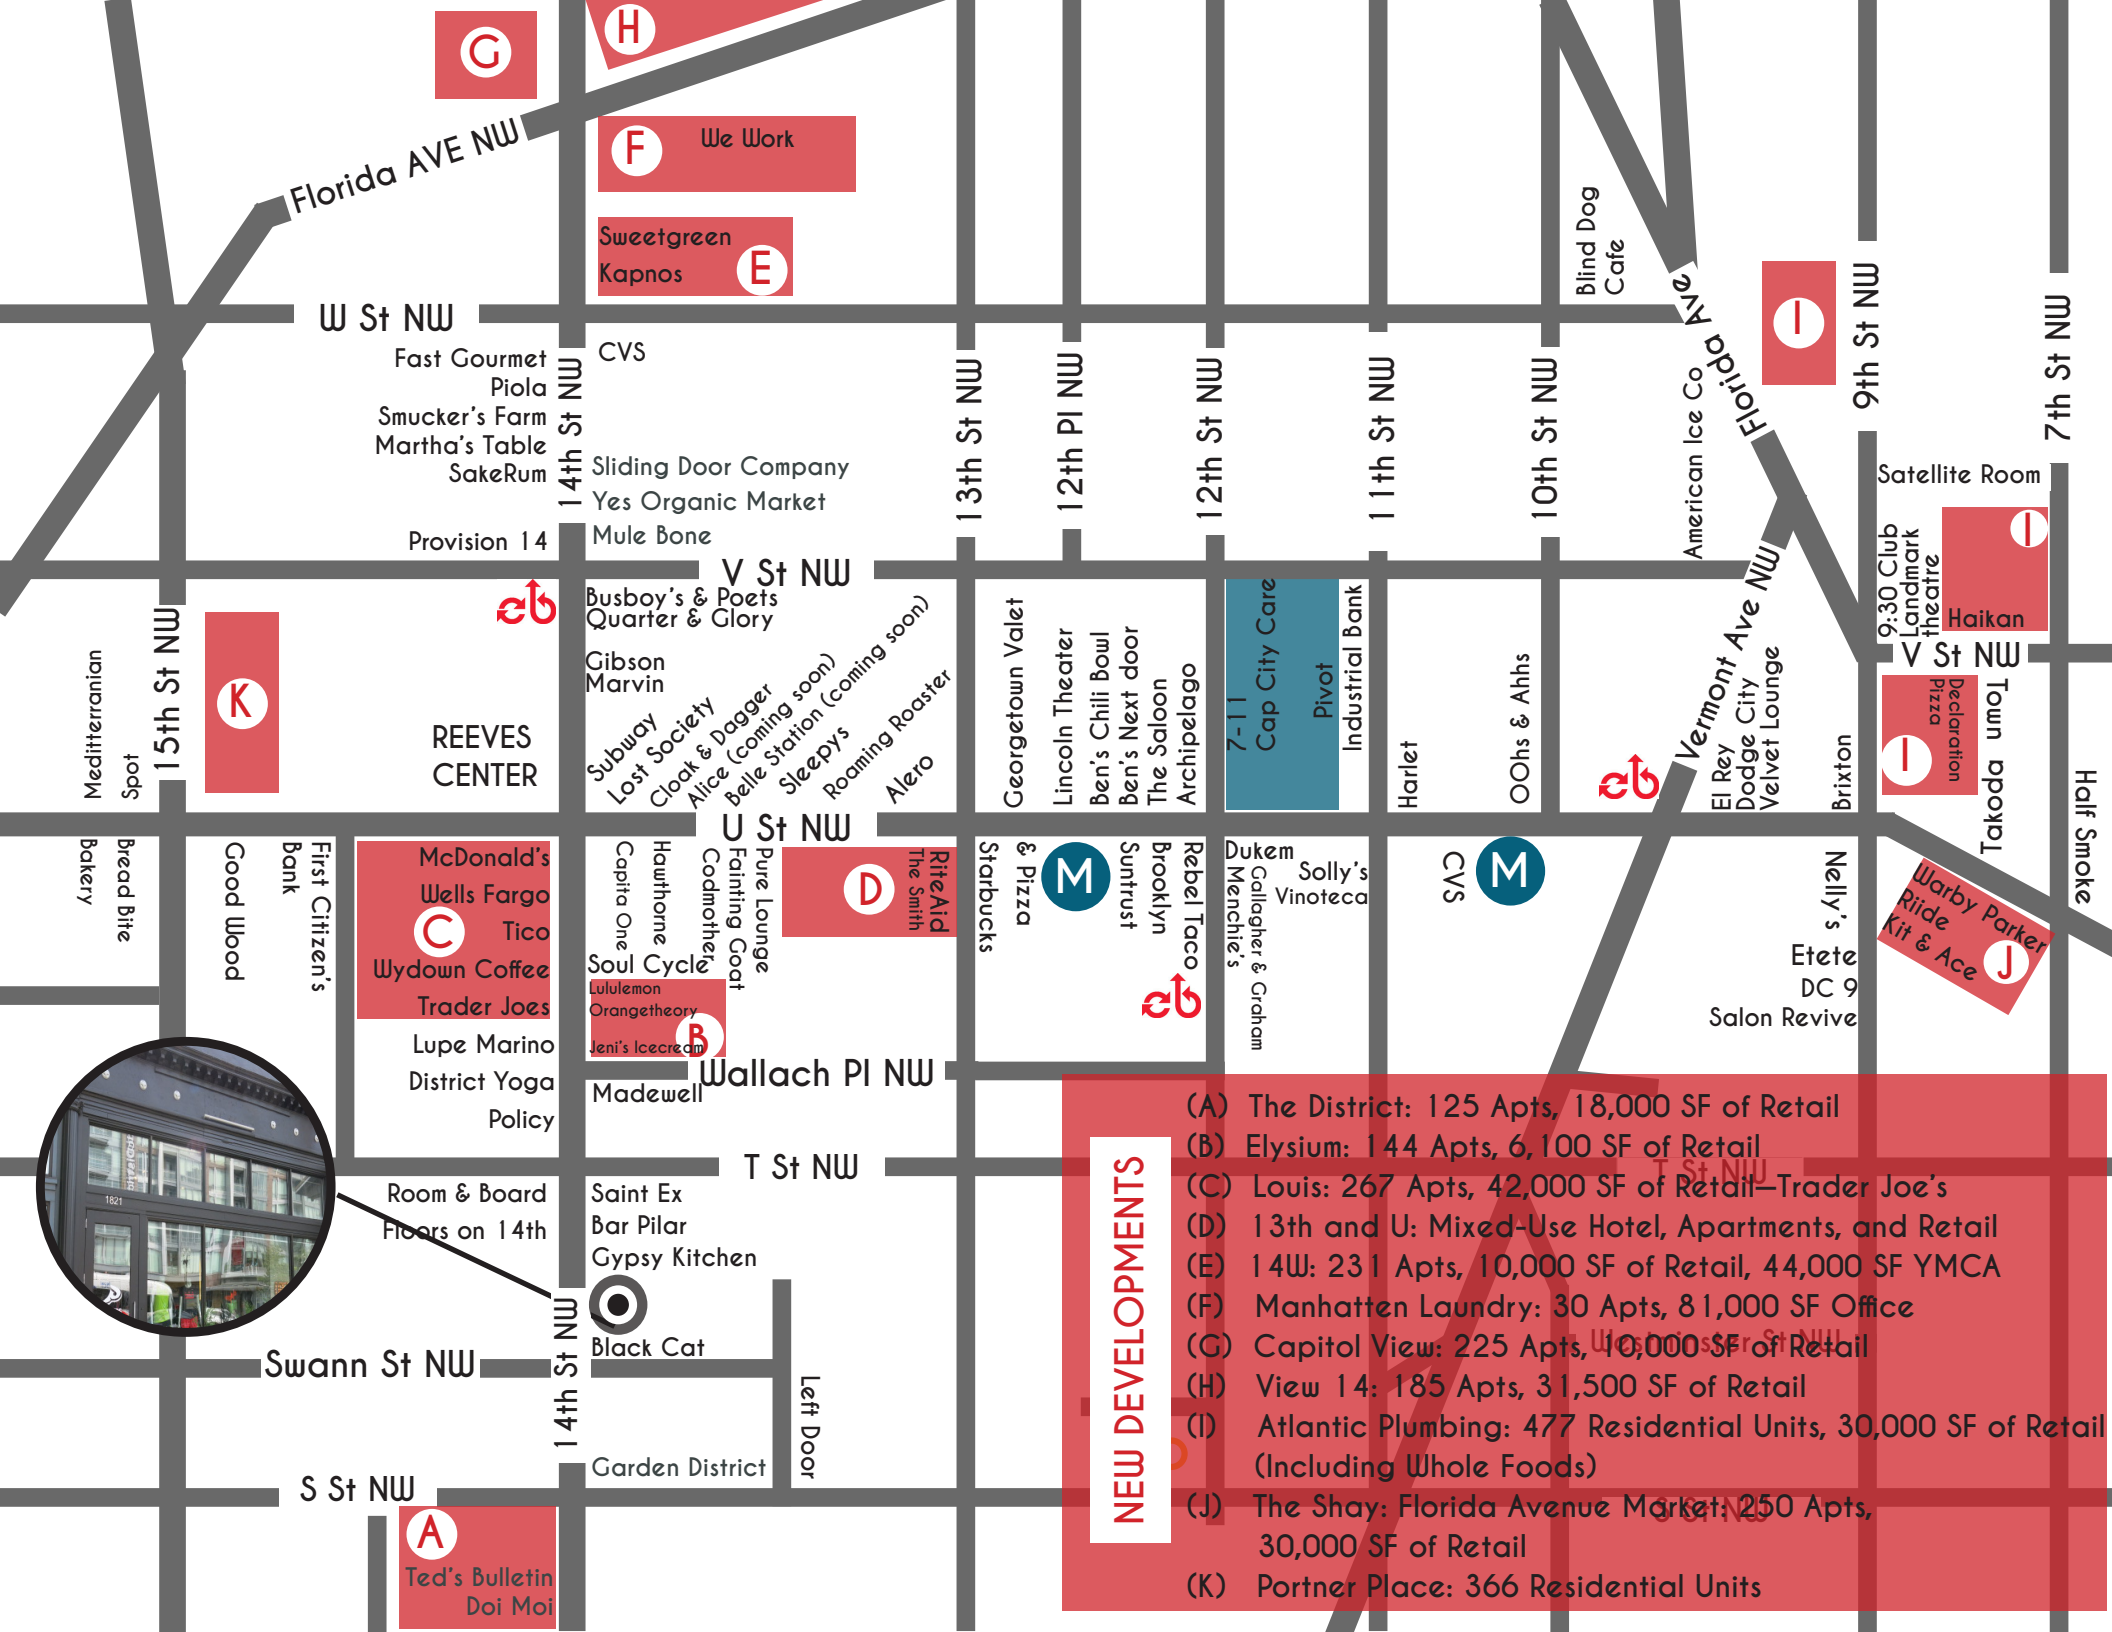 G
H
Florida AVE NW
F
We Work
Sweetgreen
Kapnos
E
Blind Dog
Cafe
W St NW
Florida Ave
I
9th St NW
7th St NW
Fast Gourmet
Piola
Smucker's Farm
Martha's Table
SakeRum
Provision 14
14th St NW
CVS
Sliding Door Company
Yes Organic Market
Mule Bone
13th St NW
12th Pl NW
12th St NW
11th St NW
10th St NW
American Ice Co
Satellite Room
9:30 Club
Landmark
theatre
I
Haikan
V St NW
V St NW
Busboy's & Poets
Quarter & Glory
Gibson
Marvin
Subway
Lost Society
Cloak & Dagger
Alice (coming soon)
Belle Station (coming soon)
Sleepys
Roaming Roaster
Alero
Meditterranian
Spot
15th St NW
K
REEVES
CENTER
Georgetown Valet
Lincoln Theater
Ben's Chili Bowl
Ben's Next door
The Saloon
Archipelago
7-11
Cap City Care
Pivot
Industrial Bank
Harlet
OOhs & Ahhs
Vermont Ave NW
El Rey
Dodge City
Velvet Lounge
Brixton
Declaration
Pizza
I
Takoda Toma
Half Smoke
U St NW
Bakery
Bread Bite
Good Wood
First Citizen's
Bank
McDonald's
Wells Fargo
Tico
C
Wydown Coffee
Trader Joes
Lupe Marino
District Yoga
Policy
Capita One
Hawthorne
Codmother
Fainting Goat
Pure Lounge
D
RiteAid
The Smith
Soul Cycle
Lululemon
Orangetheory
B
Jeni's Icecream
Wallach Pl NW
Madewell
Starbucks
& Pizza
M
Suntrust
Brooklyn
Rebel Taco
Dukem
Gallagher & Graham
Menchie's
Solly's
Vinoteca
CVS
M
Nelly's
Etete
DC 9
Salon Revive
Warby Parker
Riide
Kit & Ace
J
T St NW
1821
Room & Board
Floors on 14th
Saint Ex
Bar Pilar
Gypsy Kitchen
14th St NW
Black Cat
Swann St NW
Left Door
Garden District
S St NW
A
Ted's Bulletin
Doi Moi
NEW DEVELOPMENTS
(A) The District: 125 Apts, 18,000 SF of Retail
(B) Elysium: 144 Apts, 6,100 SF of Retail
T St NW
(C) Louis: 267 Apts, 42,000 SF of Retail—Trader Joe's
(D) 13th and U: Mixed-Use Hotel, Apartments, and Retail
(E) 14W: 231 Apts, 10,000 SF of Retail, 44,000 SF YMCA
(F) Manhatten Laundry: 30 Apts, 81,000 SF Office
Westminster St NW
(G) Capitol View: 225 Apts, 10,000 SF of Retail
(H) View 14: 185 Apts, 31,500 SF of Retail
(I) Atlantic Plumbing: 477 Residential Units, 30,000 SF of Retail
(Including Whole Foods)
(J) The Shay: Florida Avenue Market: 250 Apts,
S St NW
30,000 SF of Retail
(K) Portner Place: 366 Residential Units